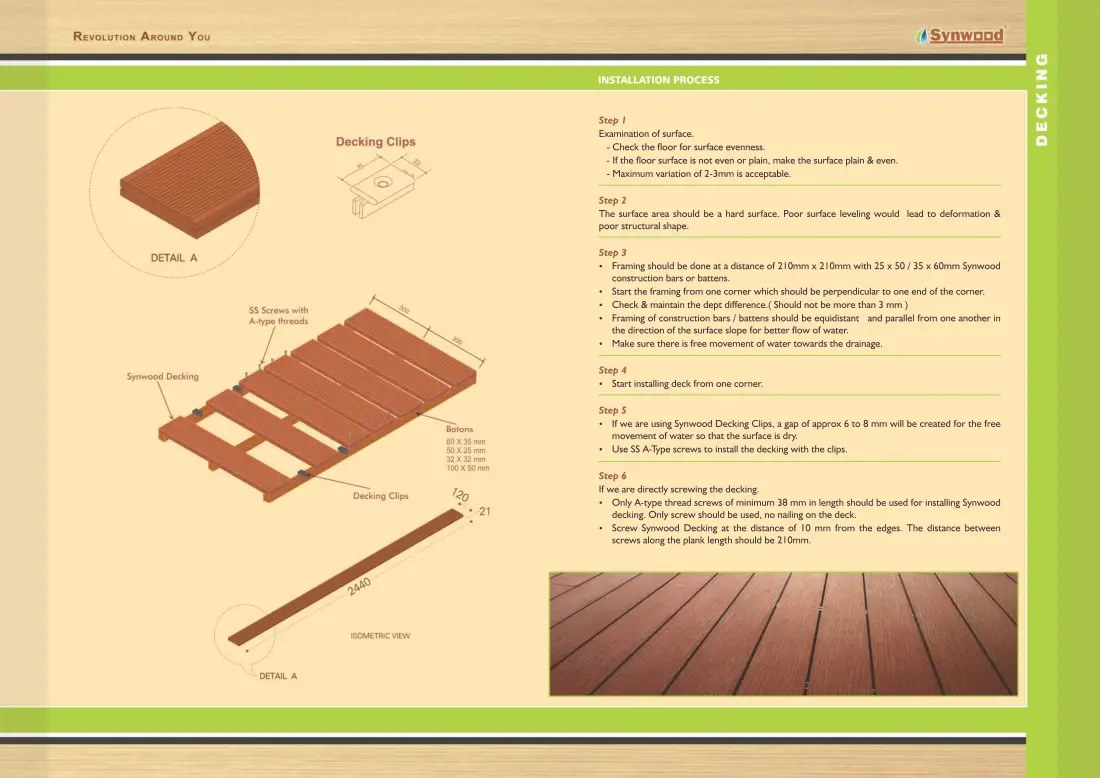 REVOLUTION AROUND YOU
Synwood
DECKING
INSTALLATION PROCESS
DETAIL A
Decking Clips
SS Screws with
A-type threads
300
300
Synwood Decking
Batons
80 X 35 mm
50 X 25 mm
32 X 32 mm
100 X 50 mm
Decking Clips
120
21
2440
ISOMETRIC VIEW
DETAIL A
Step 1
Examination of surface.
- Check the floor for surface evenness.
- If the floor surface is not even or plain, make the surface plain & even.
- Maximum variation of 2-3mm is acceptable.
Step 2
The surface area should be a hard surface. Poor surface leveling would lead to deformation &
poor structural shape.
Step 3
• Framing should be done at a distance of 210mm x 210mm with 25 x 50 / 35 x 60mm Synwood
construction bars or battens.
• Start the framing from one corner which should be perpendicular to one end of the corner.
• Check & maintain the dept difference.( Should not be more than 3 mm )
• Framing of construction bars / battens should be equidistant and parallel from one another in
the direction of the surface slope for better flow of water.
• Make sure there is free movement of water towards the drainage.
Step 4
• Start installing deck from one corner.
Step 5
• If we are using Synwood Decking Clips, a gap of approx 6 to 8 mm will be created for the free
movement of water so that the surface is dry.
• Use SS A-Type screws to install the decking with the clips.
Step 6
If we are directly screwing the decking.
• Only A-type thread screws of minimum 38 mm in length should be used for installing Synwood
decking. Only screw should be used, no nailing on the deck.
• Screw Synwood Decking at the distance of 10 mm from the edges. The distance between
screws along the plank length should be 210mm.